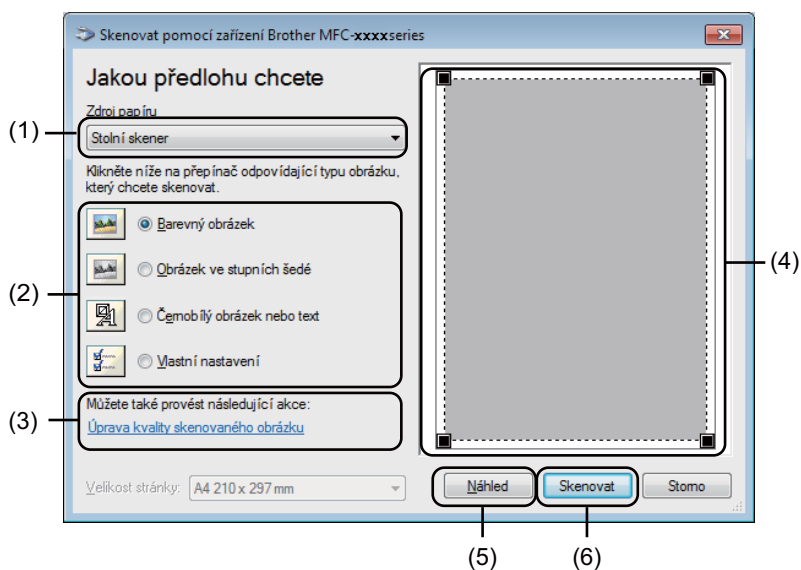 Skenovat pomocí zařízení Brother MFC-xxxxseries
Jakou předlohu chcete
Zdroj papíru
(1)
Stolní skener
Klikněte níže na přepínač odpovídající typu obrázku,
který chcete skenovat.
Barevný obrázek
Obrázek ve stupních šedé
(2)
Černobílý obrázek nebo text
Vlastní nastavení
(4)
Můžete také provést následující akce:
(3)
Úprava kvality skenovaného obrázku
Velikost stránky:
A4 210 x 297 mm
Náhled
Skenovat
Storno
(5)
(6)